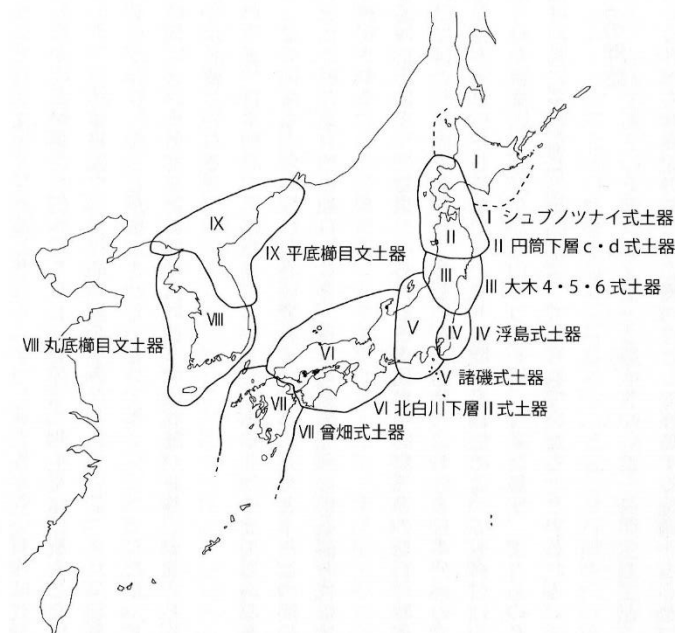 I
I シュブノツナイ式土器
II
II 円筒下層c・d式土器
III
III 大木4・5・6式土器
IV
IV 浮島式土器
V
V 諸磯式土器
VI
VI 北白川下層II式土器
VII
VII 曾畑式土器
VIII
VIII 丸底櫛目文土器
IX
IX 平底櫛目文土器